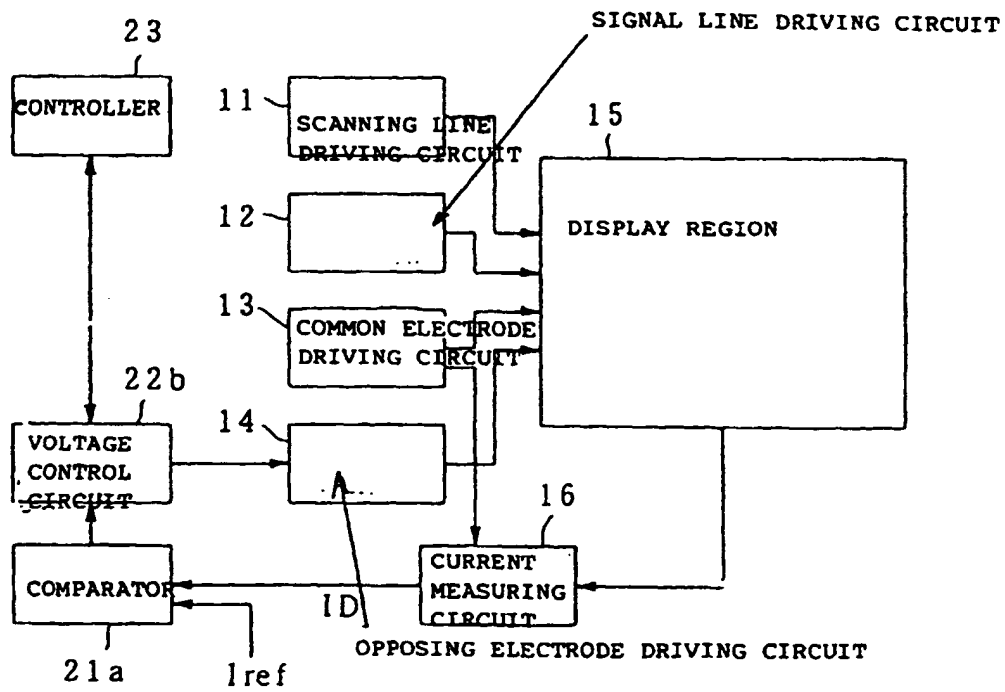 SIGNAL LINE DRIVING CIRCUIT
23
CONTROLLER
11
SCANNING LINE
DRIVING CIRCUIT
15
12
DISPLAY REGION
13
COMMON ELECTRODE
DRIVING CIRCUIT
22b
VOLTAGE
CONTROL
CIRCUIT
14
16
CURRENT
MEASURING
CIRCUIT
COMPARATOR
ID
OPPOSING ELECTRODE DRIVING CIRCUIT
21a
Iref